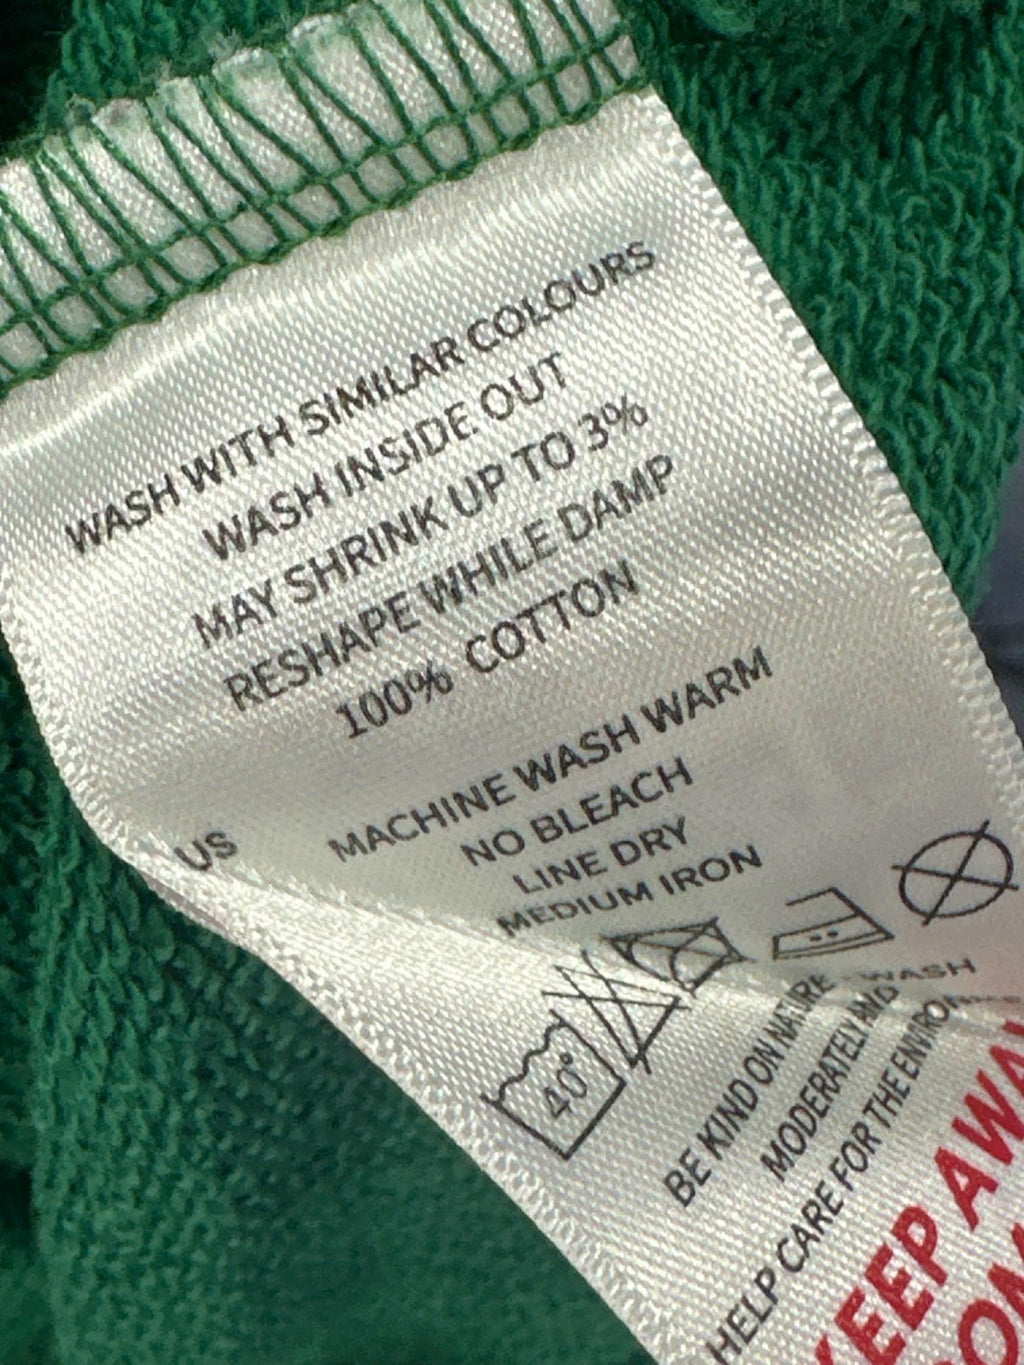 WASH WITH SIMILAR COLOURS
WASH INSIDE OUT
MAY SHRINK UP TO 3%
RESHAPE WHILE DAMP
100% COTTON
US
MACHINE WASH WARM
NO BLEACH
LINE DRY
MEDIUM IRON
40°
BE KIND ON NATURE - WASH
MODERATELY AND
HELP CARE FOR THE
KEEP